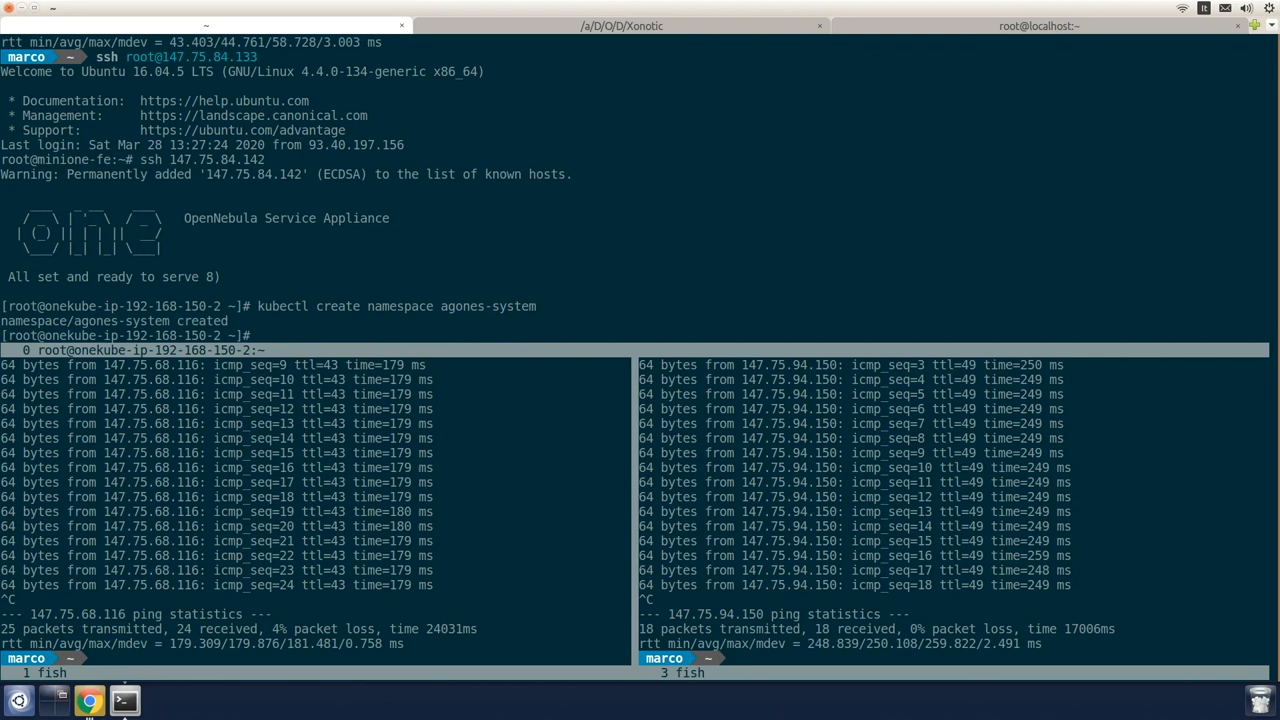 ~
It
~
/a/D/O/D/Xonotic
root@localhost:~
rtt min/avg/max/mdev = 43.403/44.761/58.728/3.003 ms
marco ~ ssh root@147.75.84.133
Welcome to Ubuntu 16.04.5 LTS (GNU/Linux 4.4.0-134-generic x86_64)
* Documentation: https://help.ubuntu.com
* Management: https://landscape.canonical.com
* Support: https://ubuntu.com/advantage
Last login: Sat Mar 28 13:27:24 2020 from 93.40.197.156
root@minione-fe:~# ssh 147.75.84.142
Warning: Permanently added '147.75.84.142' (ECDSA) to the list of known hosts.
one
OpenNebula Service Appliance
All set and ready to serve 8)
[root@onekube-ip-192-168-150-2 ~]# kubectl create namespace agones-system
namespace/agones-system created
[root@onekube-ip-192-168-150-2 ~]#
0 root@onekube-ip-192-168-150-2:~
64 bytes from 147.75.68.116: icmp_seq=9 ttl=43 time=179 ms
64 bytes from 147.75.68.116: icmp_seq=10 ttl=43 time=179 ms
64 bytes from 147.75.68.116: icmp_seq=11 ttl=43 time=179 ms
64 bytes from 147.75.68.116: icmp_seq=12 ttl=43 time=179 ms
64 bytes from 147.75.68.116: icmp_seq=13 ttl=43 time=179 ms
64 bytes from 147.75.68.116: icmp_seq=14 ttl=43 time=179 ms
64 bytes from 147.75.68.116: icmp_seq=15 ttl=43 time=179 ms
64 bytes from 147.75.68.116: icmp_seq=16 ttl=43 time=179 ms
64 bytes from 147.75.68.116: icmp_seq=17 ttl=43 time=179 ms
64 bytes from 147.75.68.116: icmp_seq=18 ttl=43 time=179 ms
64 bytes from 147.75.68.116: icmp_seq=19 ttl=43 time=180 ms
64 bytes from 147.75.68.116: icmp_seq=20 ttl=43 time=180 ms
64 bytes from 147.75.68.116: icmp_seq=21 ttl=43 time=179 ms
64 bytes from 147.75.68.116: icmp_seq=22 ttl=43 time=179 ms
64 bytes from 147.75.68.116: icmp_seq=23 ttl=43 time=179 ms
64 bytes from 147.75.68.116: icmp_seq=24 ttl=43 time=179 ms
^C
--- 147.75.68.116 ping statistics ---
25 packets transmitted, 24 received, 4% packet loss, time 24031ms
rtt min/avg/max/mdev = 179.309/179.876/181.481/0.758 ms
marco ~
1 fish
64 bytes from 147.75.94.150: icmp_seq=3 ttl=49 time=250 ms
64 bytes from 147.75.94.150: icmp_seq=4 ttl=49 time=249 ms
64 bytes from 147.75.94.150: icmp_seq=5 ttl=49 time=249 ms
64 bytes from 147.75.94.150: icmp_seq=6 ttl=49 time=249 ms
64 bytes from 147.75.94.150: icmp_seq=7 ttl=49 time=249 ms
64 bytes from 147.75.94.150: icmp_seq=8 ttl=49 time=249 ms
64 bytes from 147.75.94.150: icmp_seq=9 ttl=49 time=249 ms
64 bytes from 147.75.94.150: icmp_seq=10 ttl=49 time=249 ms
64 bytes from 147.75.94.150: icmp_seq=11 ttl=49 time=249 ms
64 bytes from 147.75.94.150: icmp_seq=12 ttl=49 time=249 ms
64 bytes from 147.75.94.150: icmp_seq=13 ttl=49 time=249 ms
64 bytes from 147.75.94.150: icmp_seq=14 ttl=49 time=249 ms
64 bytes from 147.75.94.150: icmp_seq=15 ttl=49 time=249 ms
64 bytes from 147.75.94.150: icmp_seq=16 ttl=49 time=259 ms
64 bytes from 147.75.94.150: icmp_seq=17 ttl=49 time=248 ms
64 bytes from 147.75.94.150: icmp_seq=18 ttl=49 time=249 ms
^C
--- 147.75.94.150 ping statistics ---
18 packets transmitted, 18 received, 0% packet loss, time 17006ms
rtt min/avg/max/mdev = 248.839/250.108/259.822/2.491 ms
marco ~
3 fish